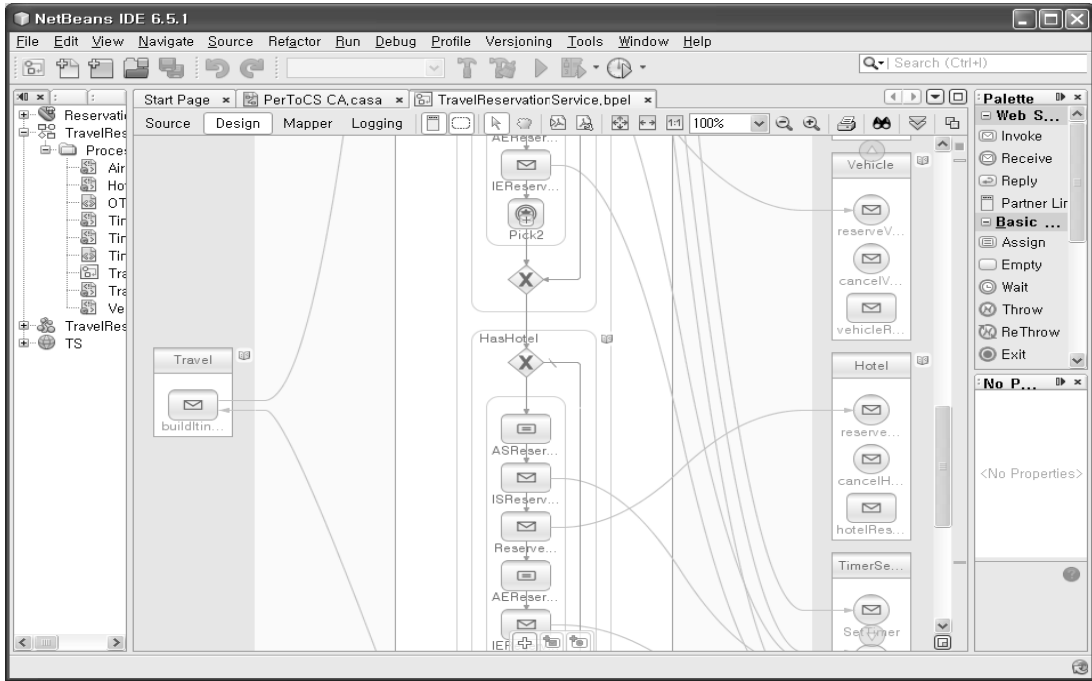 NetBeans IDE 6.5.1
File Edit View Navigate Source Refactor Run Debug Profile Versioning Tools Window Help
Search (Ctrl+I)
Start Page
PerToCS CA.casa
TravelReservationService.bpel
Source Design Mapper Logging
1:1
100%
Reservati
TravelRes
Proce
Air
Ho
OT
Tir
Tir
Tir
Tra
Tra
Ve
TravelRes
TS
Travel
buildItin...
AEReser...
IEReserv...
Pick2
HasHotel
ASReser...
ISReserv...
Reserve...
AEReser...
Vehicle
reserveV...
cancelV...
vehicleR...
Hotel
reserve...
cancelH...
hotelRes...
TimerSe...
SetTimer
Palette
Web S...
Invoke
Receive
Reply
Partner Lir
Basic ...
Assign
Empty
Wait
Throw
ReThrow
Exit
No P...
<No Properties>